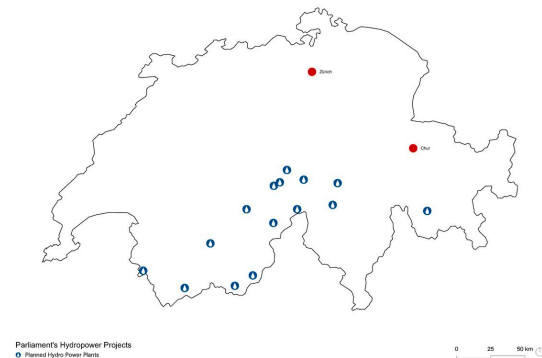 Zürich
Chur
Parliament's Hydropower Projects
Planned Hydro Power Plants
0 25 50 km